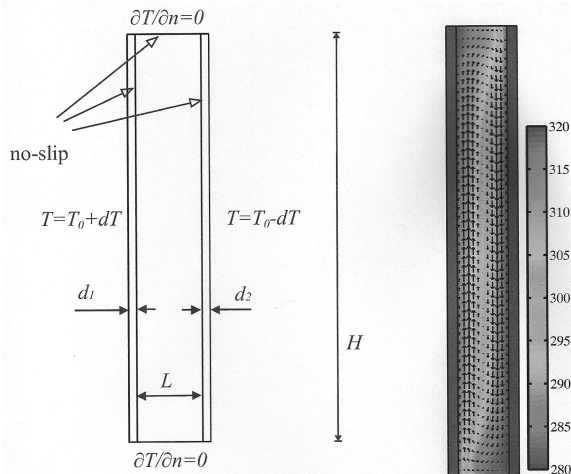 ∂T/∂n=0
no-slip
T=T₀+dT
T=T₀-dT
d₁
d₂
L
H
∂T/∂n=0
320
315
310
305
300
295
290
285
280